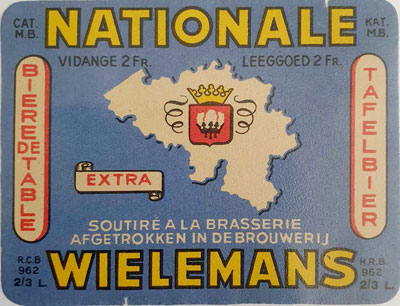 CAT.
M.B.
NATIONALE
KAT.
M.B.
VIDANGE 2 FR.
LEEGGOED 2 FR.
BIERE DE TABLE
TAFELBIER
EXTRA
SOUTIRÉ A LA BRASSERIE
AFGETROKKEN IN DE BROUWERIJ
R.C.B
962
2/3 L.
WIELEMANS
H.R.B
962
2/3 L.